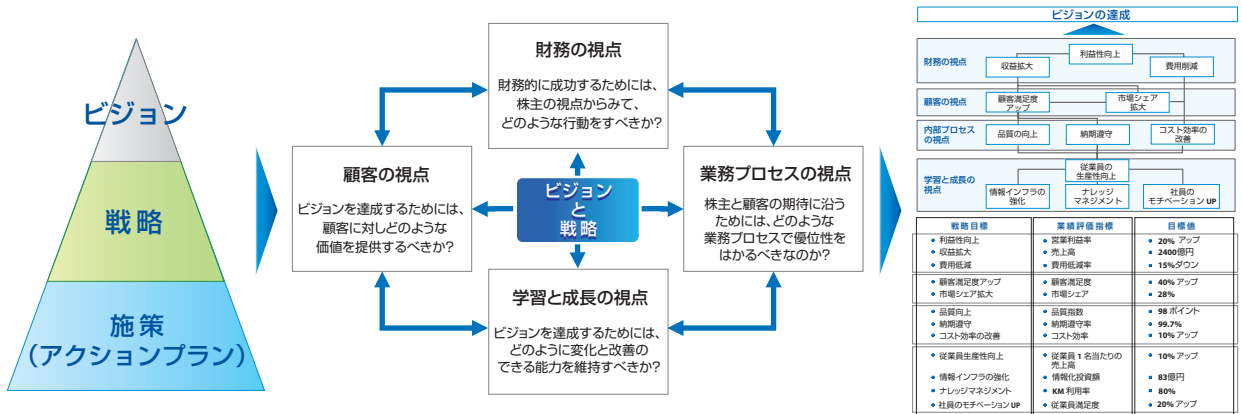 ビジョン
戦略
施策
（アクションプラン）
財務の視点
財務的に成功するためには、
株主の視点からみて、
どのような行動をすべきか？
顧客の視点
ビジョンを達成するためには、
顧客に対しどのような
価値を提供するべきか？
ビジョン
と
戦略
業務プロセスの視点
株主と顧客の期待に沿う
ためには、どのような
業務プロセスで優位性を
はかるべきなのか？
学習と成長の視点
ビジョンを達成するためには、
どのように変化と改善の
できる能力を維持すべきか？
ビジョンの達成
財務の視点
利益性向上
収益拡大
費用削減
顧客の視点
顧客満足度
アップ
市場シェア
拡大
内部プロセス
の視点
品質の向上
納期遵守
コスト効率の
改善
学習と成長の
視点
従業員の
生産性向上
情報インフラの
強化
ナレッジ
マネジメント
社員の
モチベーション UP
戦略目標 業績評価指標 目標値
• 利益性向上 • 営業利益率 • 20% アップ
• 収益拡大 • 売上高 • 2400億円
• 費用低減 • 費用低減率 • 15%ダウン
• 顧客満足度アップ • 顧客満足度 • 40% アップ
• 市場シェア拡大 • 市場シェア • 28%
• 品質向上 • 品質指数 • 98 ポイント
• 納期遵守 • 納期遵守率 • 99.7%
• コスト効率の改善 • コスト効率 • 10% アップ
• 従業員生産性向上 • 従業員 1 名当たりの • 10% アップ
売上高
• 情報インフラの強化 • 情報化投資額 • 83億円
• ナレッジマネジメント • KM 利用率 • 80%
• 社員のモチベーション UP • 従業員満足度 • 20% アップ